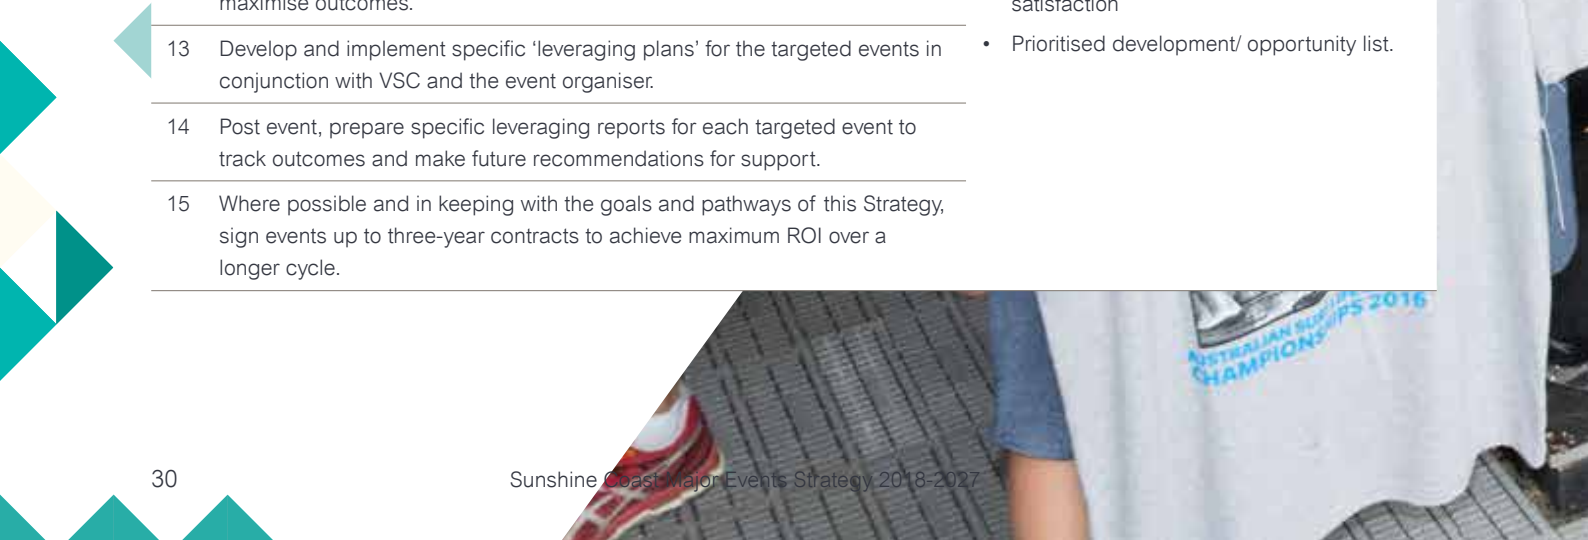 maximise outcomes.
13 Develop and implement specific ‘leveraging plans’ for the targeted events in
conjunction with VSC and the event organiser.
14 Post event, prepare specific leveraging reports for each targeted event to
track outcomes and make future recommendations for support.
15 Where possible and in keeping with the goals and pathways of this Strategy,
sign events up to three-year contracts to achieve maximum ROI over a
longer cycle.
satisfaction
• Prioritised development/ opportunity list.
CHAMPIONS
2016
30
Sunshine Coast Major Events Strategy 2018-2027